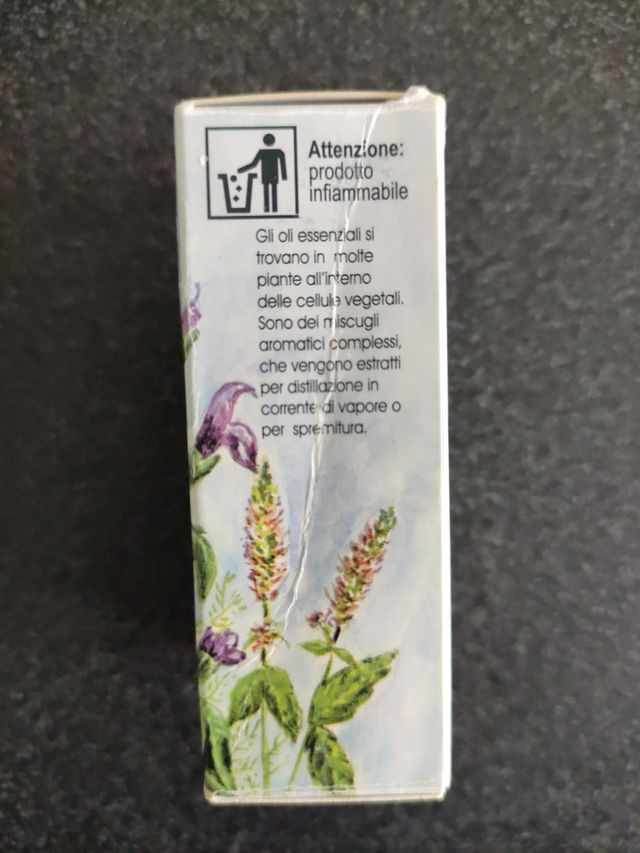 Attenzione:
prodotto
infiammabile
Gli oli essenziali si
trovano in molte
piante all'interno
delle cellule vegetali.
Sono dei miscugli
aromatici complessi,
che vengono estratti
per distillazione in
corrente di vapore o
per spremitura.